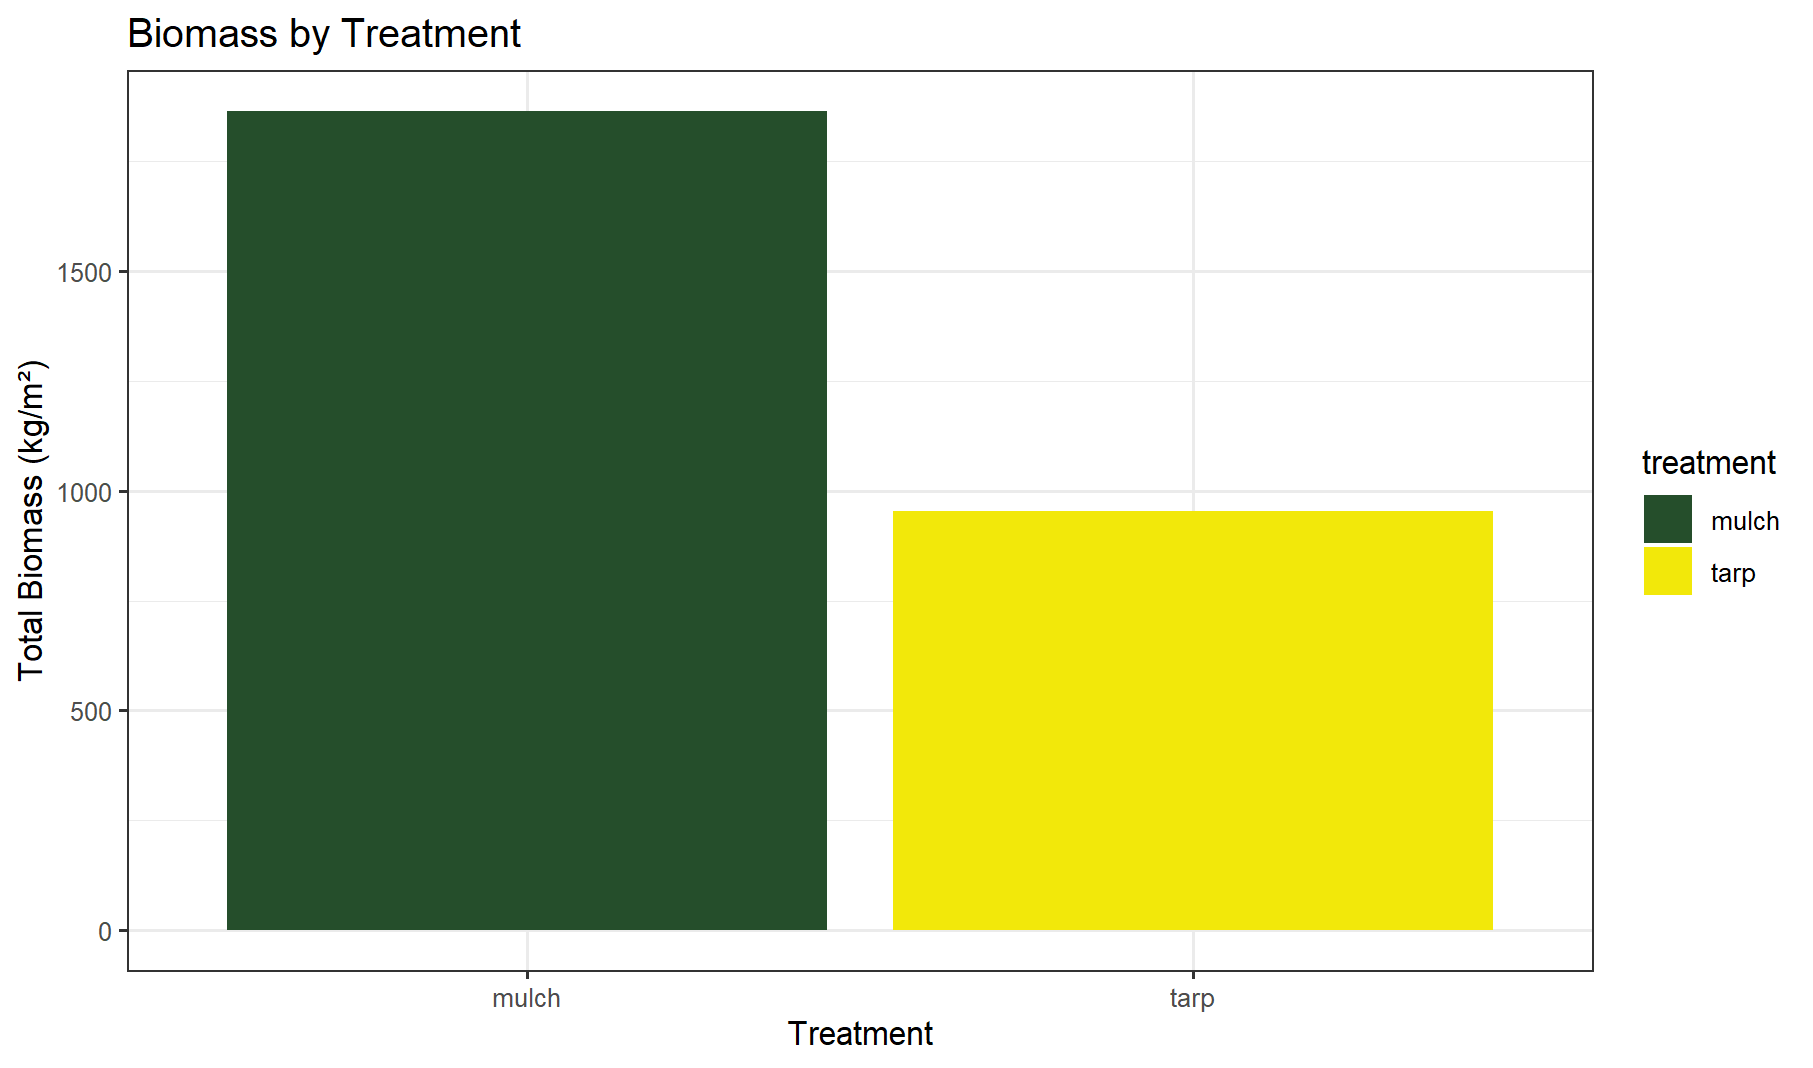 Biomass by Treatment
Total Biomass (kg/m²)
1500
1000
500
0
mulch
tarp
Treatment
treatment
mulch
tarp